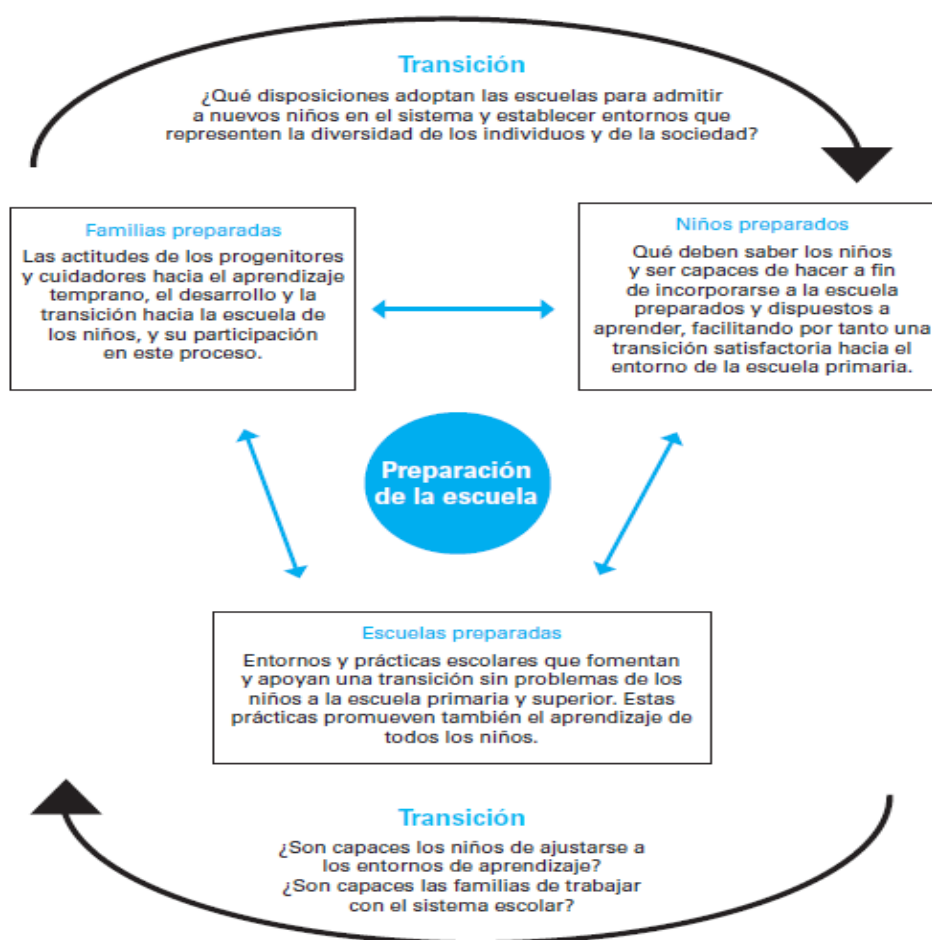 Transición
¿Qué disposiciones adoptan las escuelas para admitir
a nuevos niños en el sistema y establecer entornos que
representen la diversidad de los individuos y de la sociedad?
Familias preparadas
Las actitudes de los progenitores
y cuidadores hacia el aprendizaje
temprano, el desarrollo y la
transición hacia la escuela de
los niños, y su participación
en este proceso.
Niños preparados
Qué deben saber los niños
y ser capaces de hacer a fin
de incorporarse a la escuela
preparados y dispuestos a
aprender, facilitando por tanto una
transición satisfactoria hacia el
entorno de la escuela primaria.
Preparación
de la escuela
Escuelas preparadas
Entornos y prácticas escolares que fomentan
y apoyan una transición sin problemas de los
niños a la escuela primaria y superior. Estas
prácticas promueven también el aprendizaje de
todos los niños.
Transición
¿Son capaces los niños de ajustarse a
los entornos de aprendizaje?
¿Son capaces las familias de trabajar
con el sistema escolar?